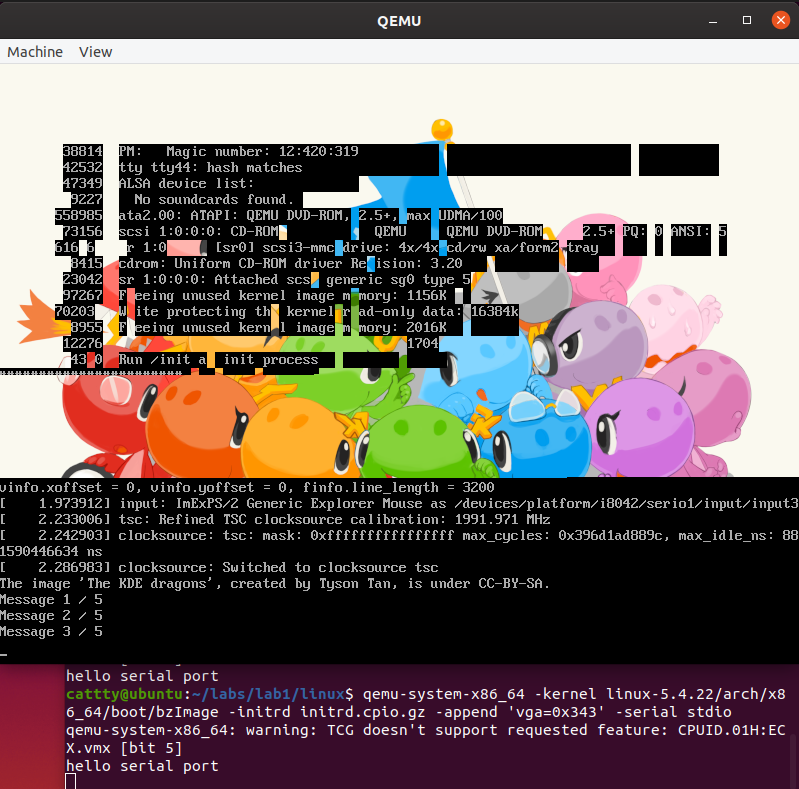 QEMU
Machine View
38814 PM: Magic number: 12:420:319
42532 tty tty44: hash matches
47349 ALSA device list:
9227 No soundcards found.
558985 ata2.00: ATAPI: QEMU DVD-ROM, 2.5+, max UDMA/100
73156 scsi 1:0:0:0: CD-ROM QEMU QEMU DVD-ROM 2.5+ PQ: 0 ANSI: 5
616 6 r 1:0 [sr0] scsi3-mmc drive: 4x/4x cd/rw xa/form2 tray
8415 cdrom: Uniform CD-ROM driver Re ision: 3.20
23042 sr 1:0:0:0: Attached scs generic sg0 type 5
97267 F eeing unused kernel image m mory: 1156K
70203 W ite protecting th kernel r ad-only data: 16384k
8955 F eeing unused kern l image m mory: 2016K
12276 1704
43 0 Run /init a init process
vinfo.xoffset = 0, vinfo.yoffset = 0, finfo.line_length = 3200
[ 1.973912] input: ImExPS/2 Generic Explorer Mouse as /devices/platform/i8042/serio1/input/input3
[ 2.233006] tsc: Refined TSC clocksource calibration: 1991.971 MHz
[ 2.242903] clocksource: tsc: mask: 0xffffffffffffffff max_cycles: 0x396d1ad889c, max_idle_ns: 88
1590446634 ns
[ 2.286983] clocksource: Switched to clocksource tsc
The image 'The KDE dragons', created by Tyson Tan, is under CC-BY-SA.
Message 1 / 5
Message 2 / 5
Message 3 / 5
_
hello serial port
cattty@ubuntu:~/labs/lab1/linux$ qemu-system-x86_64 -kernel linux-5.4.22/arch/x8
6_64/boot/bzImage -initrd initrd.cpio.gz -append 'vga=0x343' -serial stdio
qemu-system-x86_64: warning: TCG doesn't support requested feature: CPUID.01H:EC
X.vmx [bit 5]
hello serial port